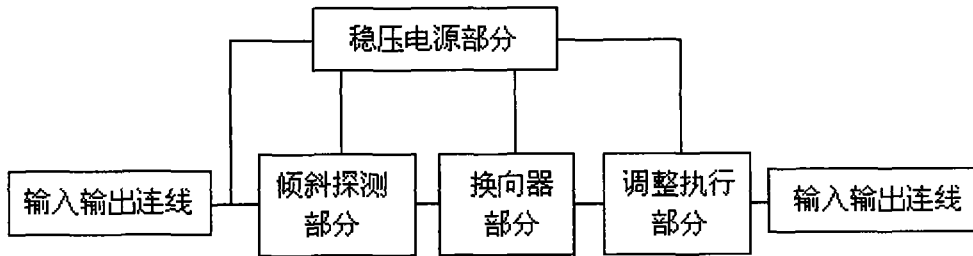 稳压电源部分
输入输出连线
倾斜探测
部分
换向器
部分
调整执行
部分
输入输出连线